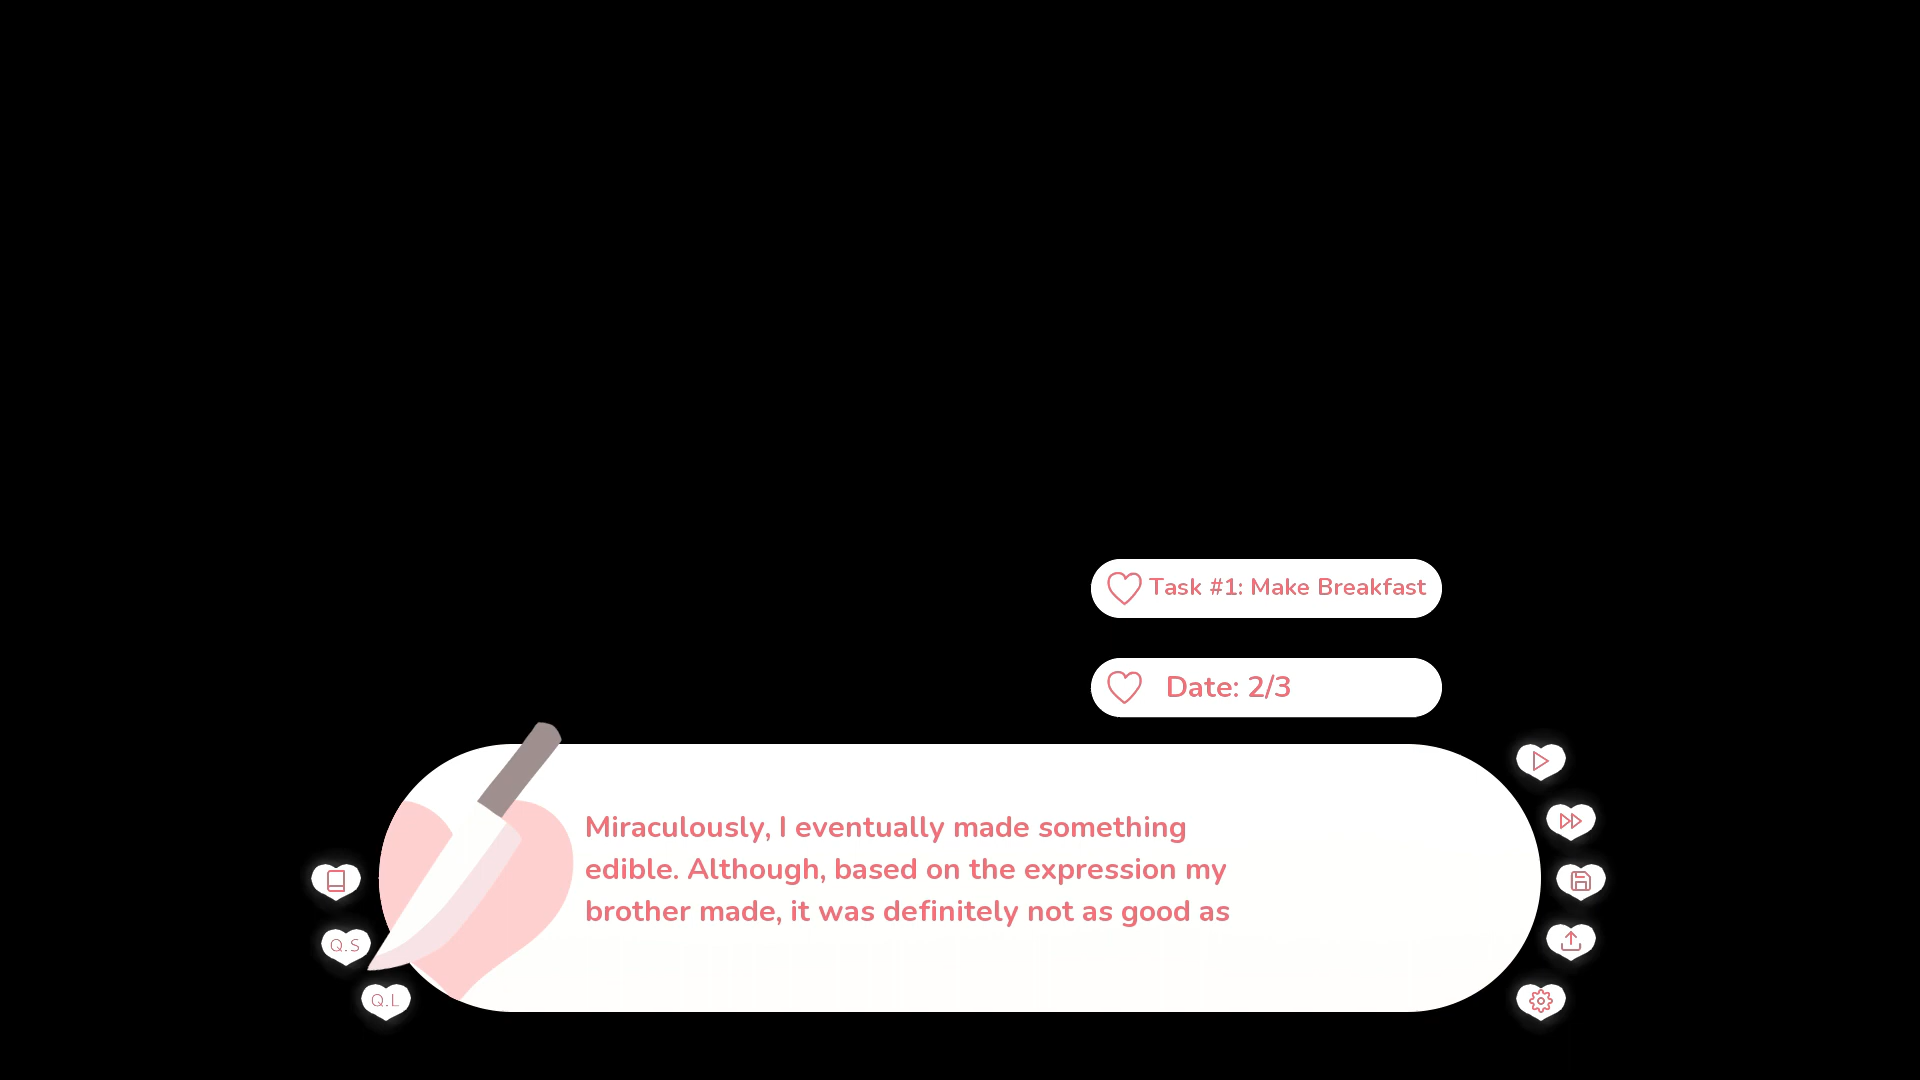 Task #1: Make Breakfast
Date: 2/3
Miraculously, I eventually made something
edible. Although, based on the expression my
brother made, it was definitely not as good as
Q.S
Q.L